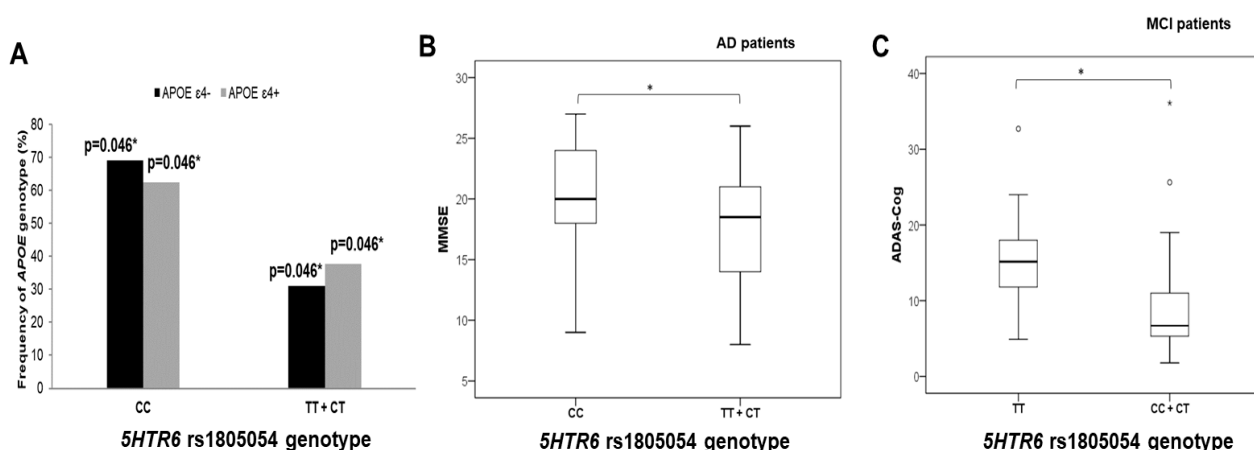 A
APOE ε4- APOE ε4+
Frequency of APOE genotype (%)
80
70
60
50
40
30
20
10
0
p=0.046*
p=0.046*
p=0.046*
p=0.046*
CC
TT + CT
5HTR6 rs1805054 genotype
B
AD patients
MMSE
30
25
20
15
10
5
*
CC
TT + CT
5HTR6 rs1805054 genotype
C
MCI patients
ADAS-Cog
40
30
20
10
0
*
*
TT
CC + CT
5HTR6 rs1805054 genotype